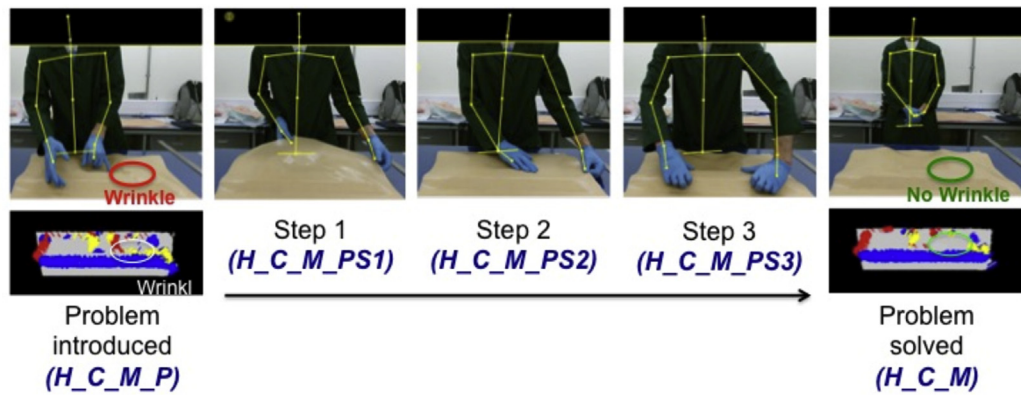 Wrinkle
No Wrinkle
Wrinkl
Step 1
(H_C_M_PS1)
Step 2
(H_C_M_PS2)
Step 3
(H_C_M_PS3)
Problem
introduced
(H_C_M_P)
Problem
solved
(H_C_M)